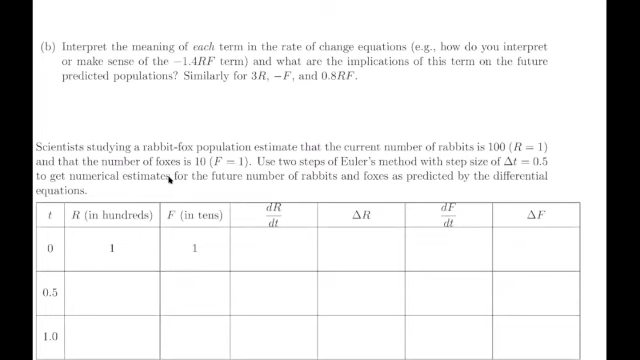 (b) Interpret the meaning of each term in the rate of change equations (e.g., how do you interpret
or make sense of the −1.4RF term) and what are the implications of this term on the future
predicted populations? Similarly for 3R, −F, and 0.8RF.
Scientists studying a rabbit-fox population estimate that the current number of rabbits is 100 (R = 1)
and that the number of foxes is 10 (F = 1). Use two steps of Euler's method with step size of Δt = 0.5
to get numerical estimates for the future number of rabbits and foxes as predicted by the differential
equations.
t R (in hundreds) F (in tens) dR/dt ΔR dF/dt ΔF
0 1 1
0.5
1.0